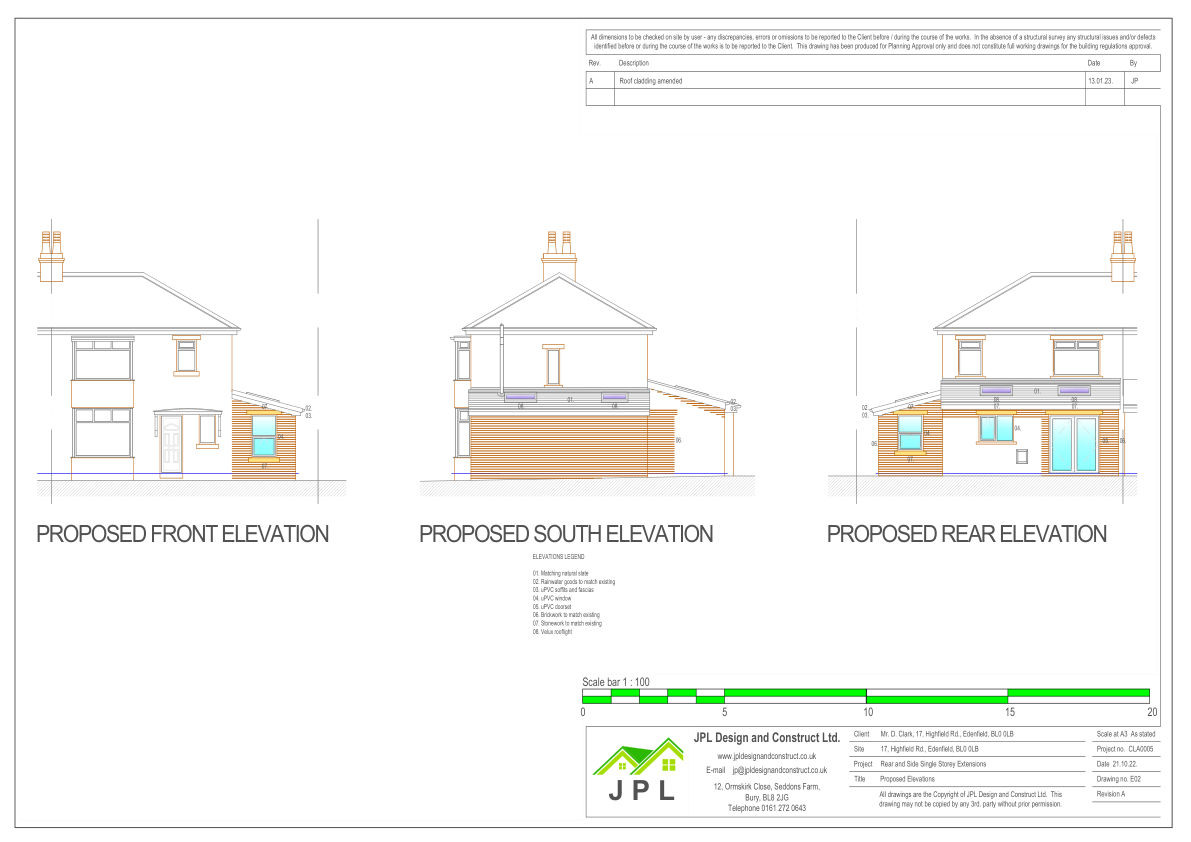 All dimensions to be checked on site by user - any discrepancies, errors or omissions to be reported to the Client before / during the course of the works. In the absence of a structural survey any structural issues and/or defects
identified before or during the course of the works is to be reported to the Client. This drawing has been produced for Planning Approval only and does not constitute full working drawings for the building regulations approval.
Rev. Description Date By
A Roof cladding amended 13.01.23. JP
07. 02.
03.
04.
07.
01.
08. 08.
02.
03.
06.
01.
08. 08.
02. 07. 07. 07.
03.
04. 04.
06. 05. 06.
07.
PROPOSED FRONT ELEVATION
PROPOSED SOUTH ELEVATION
PROPOSED REAR ELEVATION
ELEVATIONS LEGEND
01. Matching natural slate
02. Rainwater goods to match existing
03. uPVC soffits and fascias
04. uPVC window
05. uPVC doorset
06. Brickwork to match existing
07. Stonework to match existing
08. Velux rooflight
Scale bar 1 : 100
0 5 10 15 20
JPL
JPL Design and Construct Ltd.
www.jpldesignandconstruct.co.uk
E-mail jp@jpldesignandconstruct.co.uk
12, Ormskirk Close, Seddons Farm,
Bury, BL8 2JG
Telephone 0161 272 0643
Client Mr. D. Clark, 17, Highfield Rd., Edenfield, BL0 0LB
Site 17, Highfield Rd., Edenfield, BL0 0LB
Project Rear and Side Single Storey Extensions
Title Proposed Elevations
All drawings are the Copyright of JPL Design and Construct Ltd. This
drawing may not be copied by any 3rd. party without prior permission.
Scale at A3 As stated
Project no. CLA0005
Date 21.10.22.
Drawing no. E02
Revision A